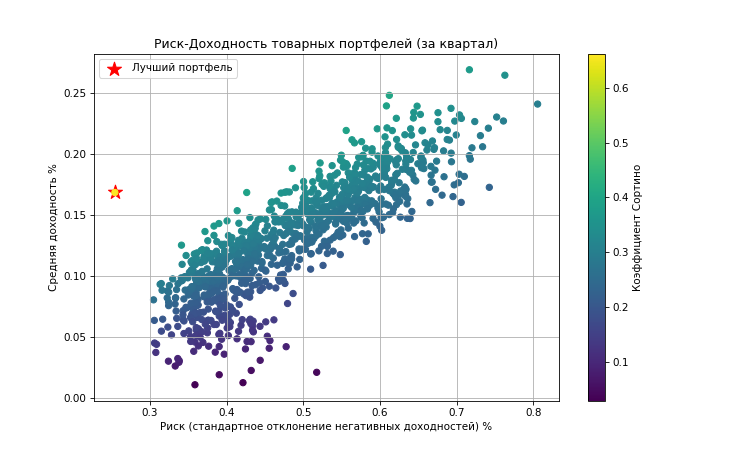 Риск-Доходность товарных портфелей (за квартал)
Лучший портфель
Средняя доходность %
0.25
0.20
0.15
0.10
0.05
0.00
0.3 0.4 0.5 0.6 0.7 0.8
Риск (стандартное отклонение негативных доходностей) %
0.6
0.5
0.4
0.3
0.2
0.1
Коэффициент Сортино